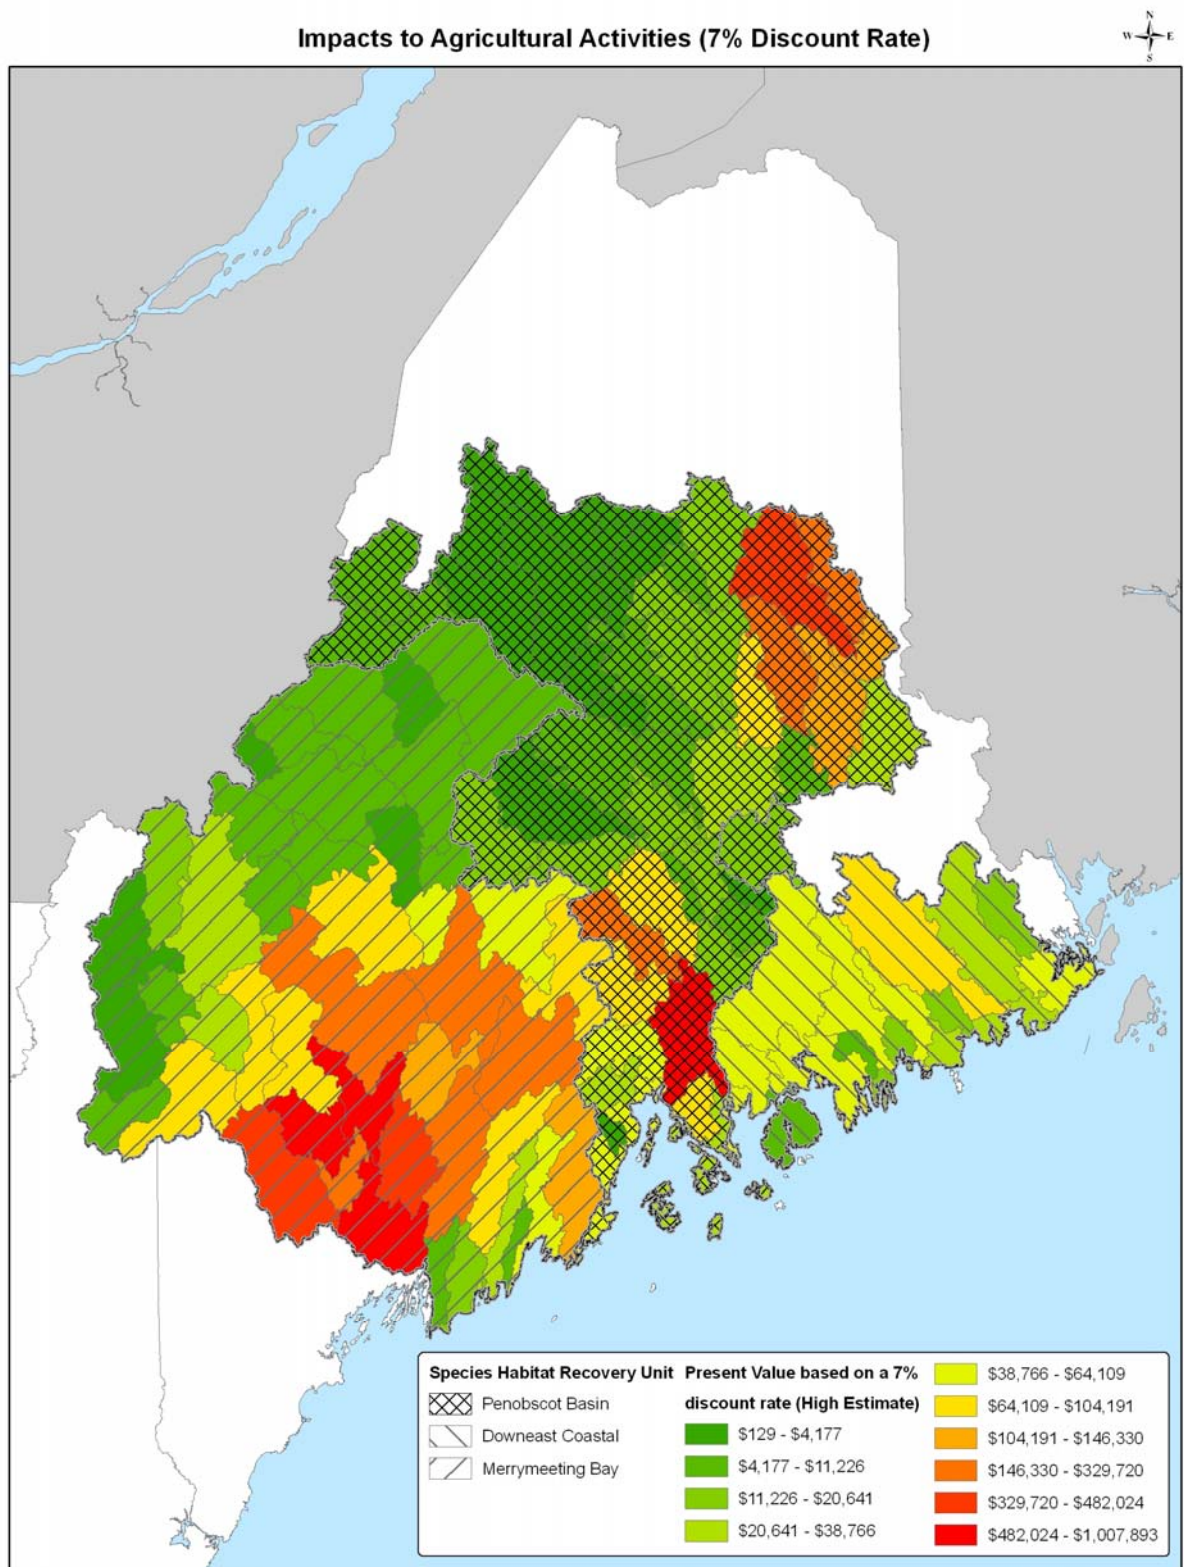 Impacts to Agricultural Activities (7% Discount Rate)
N
W E
S
Species Habitat Recovery Unit
Penobscot Basin
Downeast Coastal
Merrymeeting Bay
Present Value based on a 7%
discount rate (High Estimate)
$129 - $4,177
$4,177 - $11,226
$11,226 - $20,641
$20,641 - $38,766
$38,766 - $64,109
$64,109 - $104,191
$104,191 - $146,330
$146,330 - $329,720
$329,720 - $482,024
$482,024 - $1,007,893